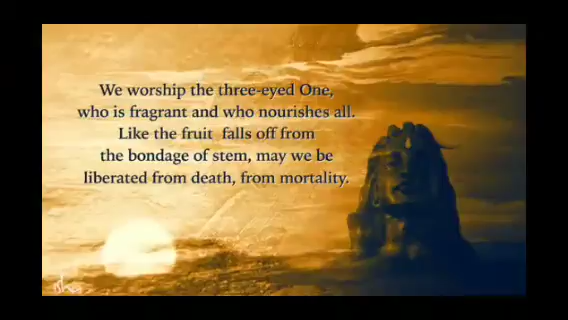 We worship the three-eyed One,
who is fragrant and who nourishes all.
Like the fruit falls off from
the bondage of stem, may we be
liberated from death, from mortality.
isha